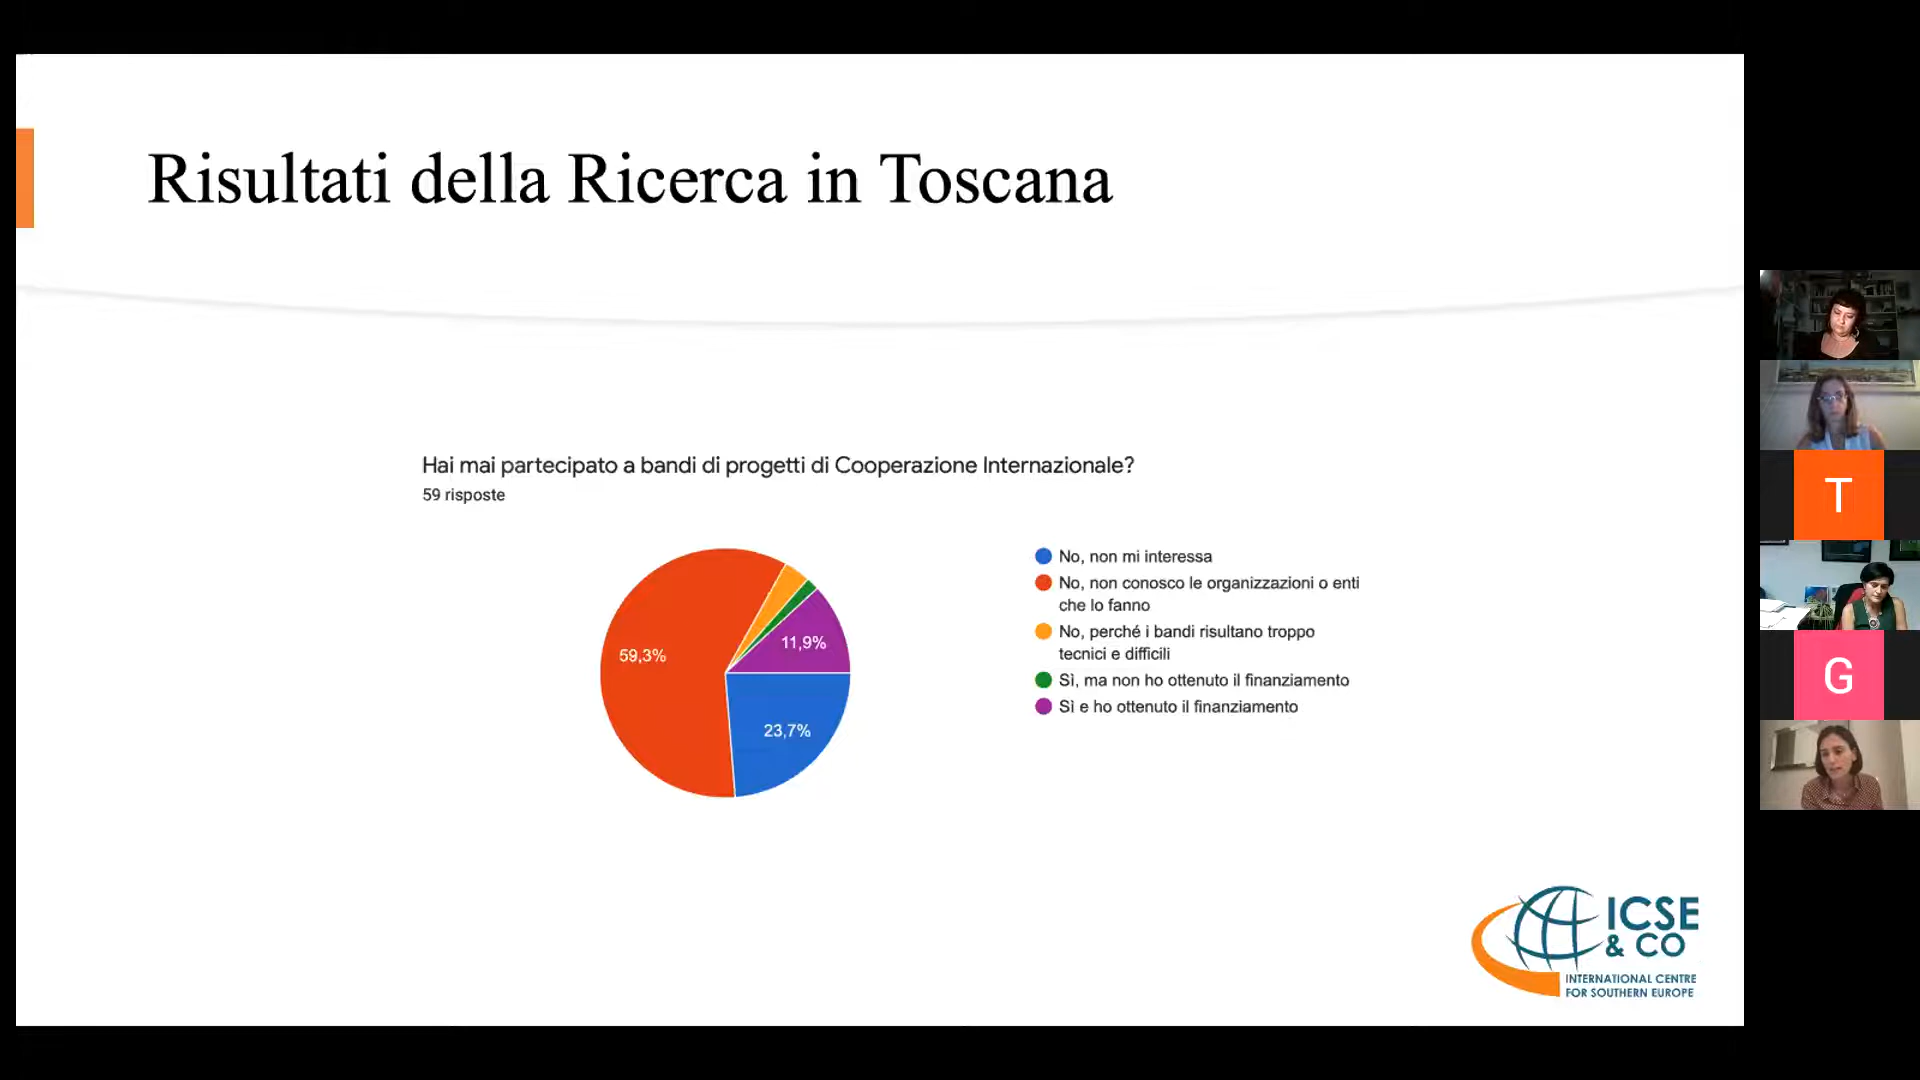 Risultati della Ricerca in Toscana
Hai mai partecipato a bandi di progetti di Cooperazione Internazionale?
59 risposte
59,3%
11,9%
23,7%
No, non mi interessa
No, non conosco le organizzazioni o enti
che lo fanno
No, perché i bandi risultano troppo
tecnici e difficili
Sì, ma non ho ottenuto il finanziamento
Sì e ho ottenuto il finanziamento
T
G
ICSE
& CO
INTERNATIONAL CENTRE
FOR SOUTHERN EUROPE